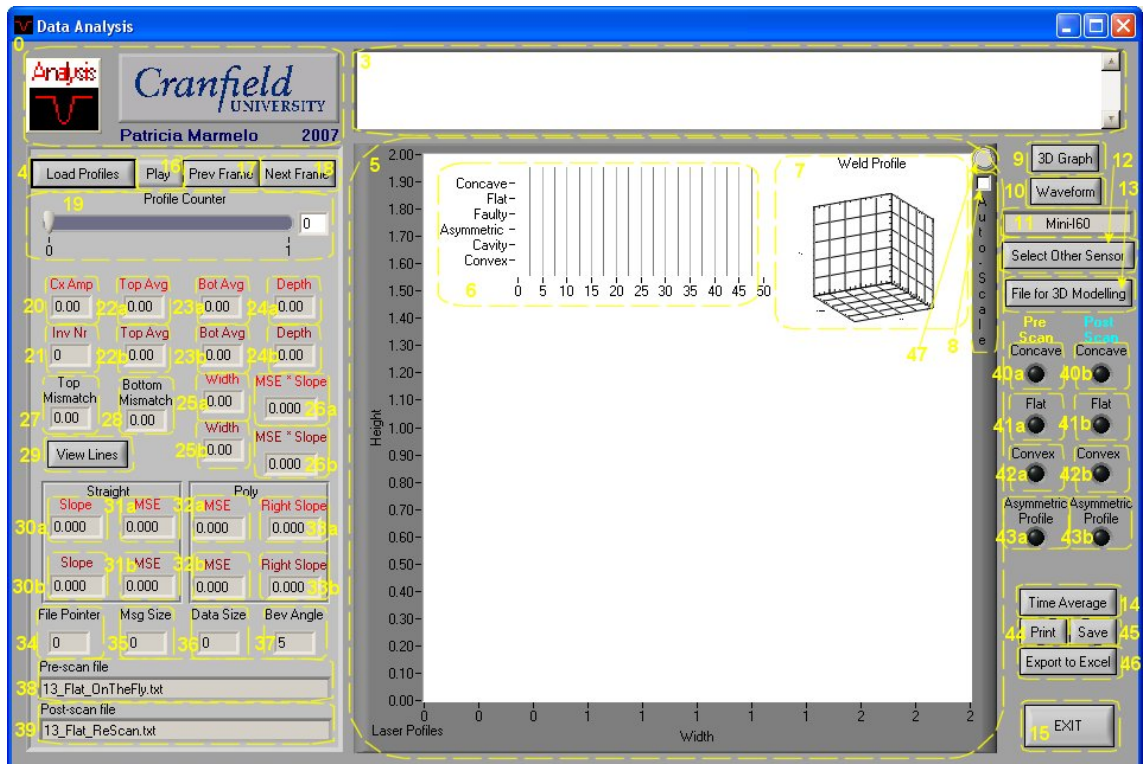 Data Analysis
0
Analysis
Cranfield
UNIVERSITY
Patricia Marmelo 2007
3
4 Load Profiles
16 Play
17 Prev Frame
18 Next Frame
19
Profile Counter
0
0 1
20 Cx Amp 0.00
22a Top Avg 0.00
23a Bot Avg 0.00
24a Depth 0.00
21 Inv Nr 0
22b Top Avg 0.00
23b Bot Avg 0.00
24b Depth 0.00
27 Top Mismatch 0.00
28 Bottom Mismatch 0.00
25a Width 0.00
26a MSE * Slope 0.000
25b Width 0.00
26b MSE * Slope 0.000
29 View Lines
Straight
30a Slope 0.000
31a MSE 0.000
30b Slope 0.000
31b MSE 0.000
Poly
32a MSE 0.000
33a Right Slope 0.000
32b MSE 0.000
33b Right Slope 0.000
34 File Pointer 0
35 Msg Size 0
36 Data Size 0
37 Bev Angle 5
Pre-scan file
38 13_Flat_OnTheFly.txt
Post-scan file
39 13_Flat_ReScan.txt
5
2.00
1.90
1.80
1.70
1.60
1.50
1.40
1.30
1.20
1.10
1.00
0.90
0.80
0.70
0.60
0.50
0.40
0.30
0.20
0.10
0.00
Height
0 0 0 1 1 1 1 1 2 2 2
Laser Profiles
Width
Concave
Flat
Faulty
Asymmetric
Cavity
Convex
6
0 5 10 15 20 25 30 35 40 45 50
7
Weld Profile
47
8
Auto-Scale
9 3D Graph
10 Waveform
11 Mini-I60
12
13
Select Other Sensor
File for 3D Modelling
Pre Scan
Post Scan
Concave Concave
40a 40b
Flat Flat
41a 41b
Convex Convex
42a 42b
Asymmetric Profile
Asymmetric Profile
43a 43b
Time Average 14
44 Print
Save 45
Export to Excel 46
15 EXIT